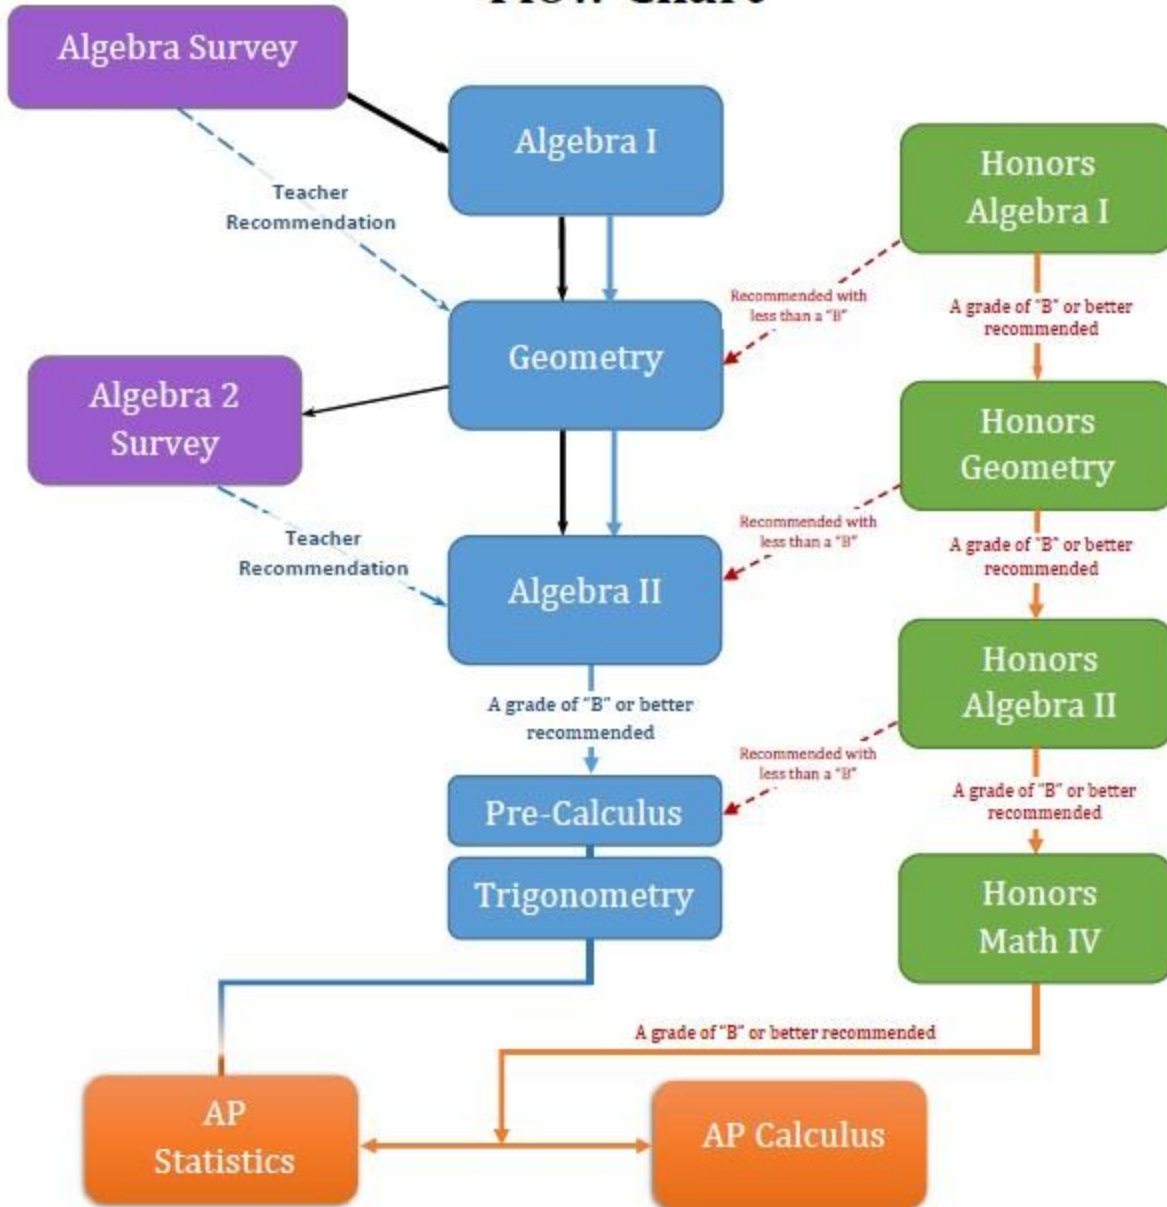 Flow Chart
Algebra Survey
Algebra I
Honors
Algebra I
Teacher
Recommendation
Recommended with
less than a "B"
A grade of "B" or better
recommended
Geometry
Algebra 2
Survey
Honors
Geometry
Recommended with
less than a "B"
A grade of "B" or better
recommended
Teacher
Recommendation
Algebra II
Honors
Algebra II
A grade of "B" or better
recommended
Recommended with
less than a "B"
A grade of "B" or better
recommended
Pre-Calculus
Trigonometry
Honors
Math IV
A grade of "B" or better recommended
AP
Statistics
AP Calculus